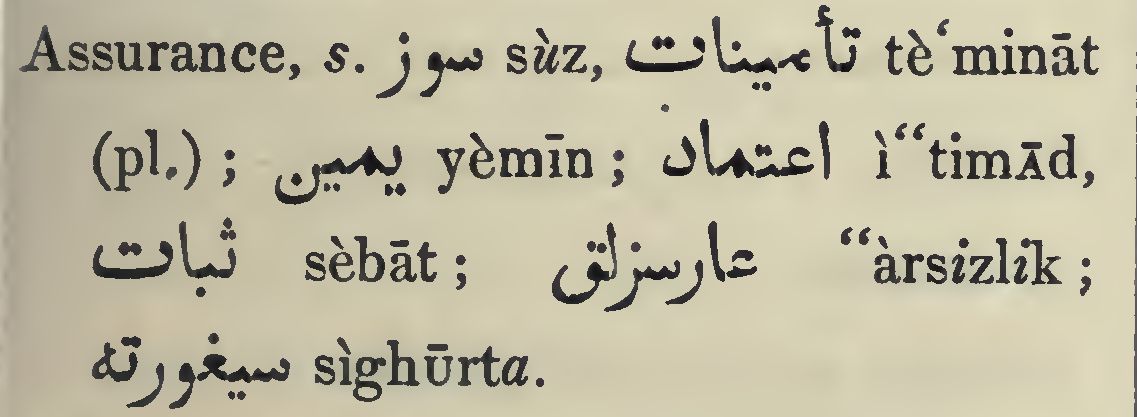 Assurance, s. سوز sùz, تأمينات tè‘mināt
(pl.) ; يمين yèmīn ; اعتماد ì“timĀd,
ثبات sèbāt ; عارسزلق “àrsizlik ;
سيغورته sìghūrta.